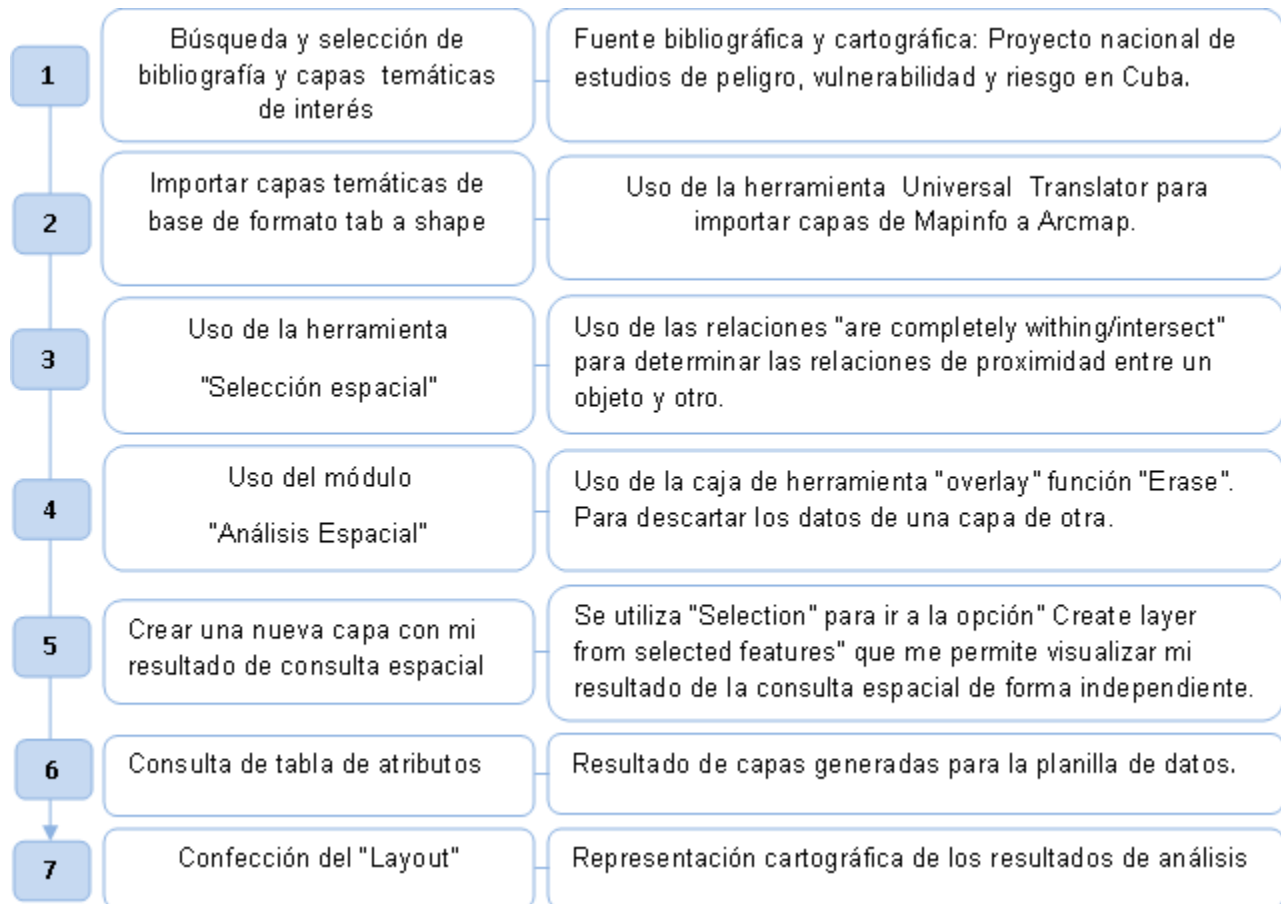 1
Búsqueda y selección de
bibliografía y capas temáticas
de interés
Fuente bibliográfica y cartográfica: Proyecto nacional de
estudios de peligro, vulnerabilidad y riesgo en Cuba.
2
Importar capas temáticas de
base de formato tab a shape
Uso de la herramienta Universal Translator para
importar capas de Mapinfo a Arcmap.
3
Uso de la herramienta
"Selección espacial"
Uso de las relaciones "are completely withing/intersect"
para determinar las relaciones de proximidad entre un
objeto y otro.
4
Uso del módulo
"Análisis Espacial"
Uso de la caja de herramienta "overlay" función "Erase".
Para descartar los datos de una capa de otra.
5
Crear una nueva capa con mi
resultado de consulta espacial
Se utiliza "Selection" para ir a la opción" Create layer
from selected features" que me permite visualizar mi
resultado de la consulta espacial de forma independiente.
6
Consulta de tabla de atributos
Resultado de capas generadas para la planilla de datos.
7
Confección del "Layout"
Representación cartográfica de los resultados de análisis